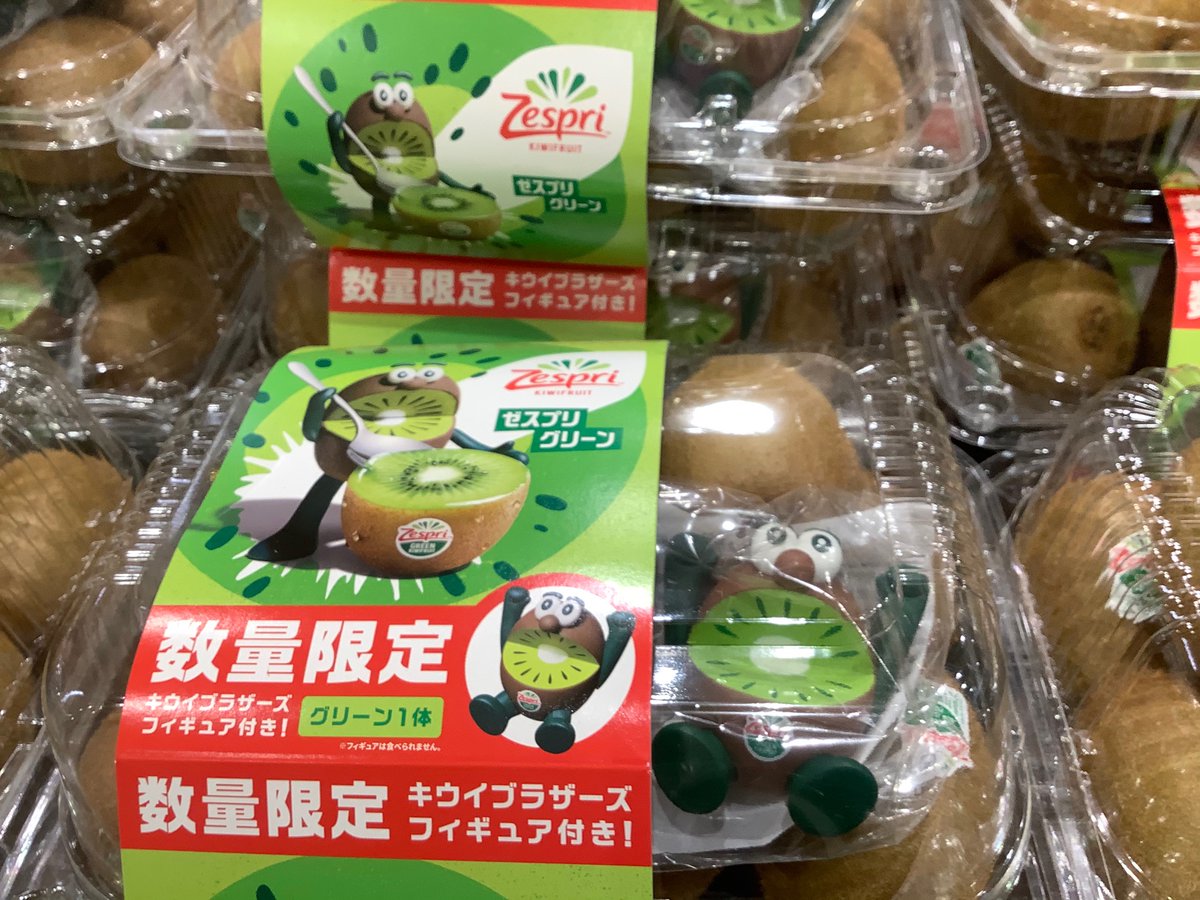 Zespri
KIWIFRUIT
ゼスプリ
グリーン
数量限定
キウイブラザーズ
フィギュア付き!
Zespri
KIWIFRUIT
ゼスプリ
グリーン
Zespri
GREEN
KIWIFRUIT
数量限定
キウイブラザーズ
フィギュア付き!
グリーン1体
※フィギュアは食べられません。
数量限定
キウイブラザーズ
フィギュア付き!